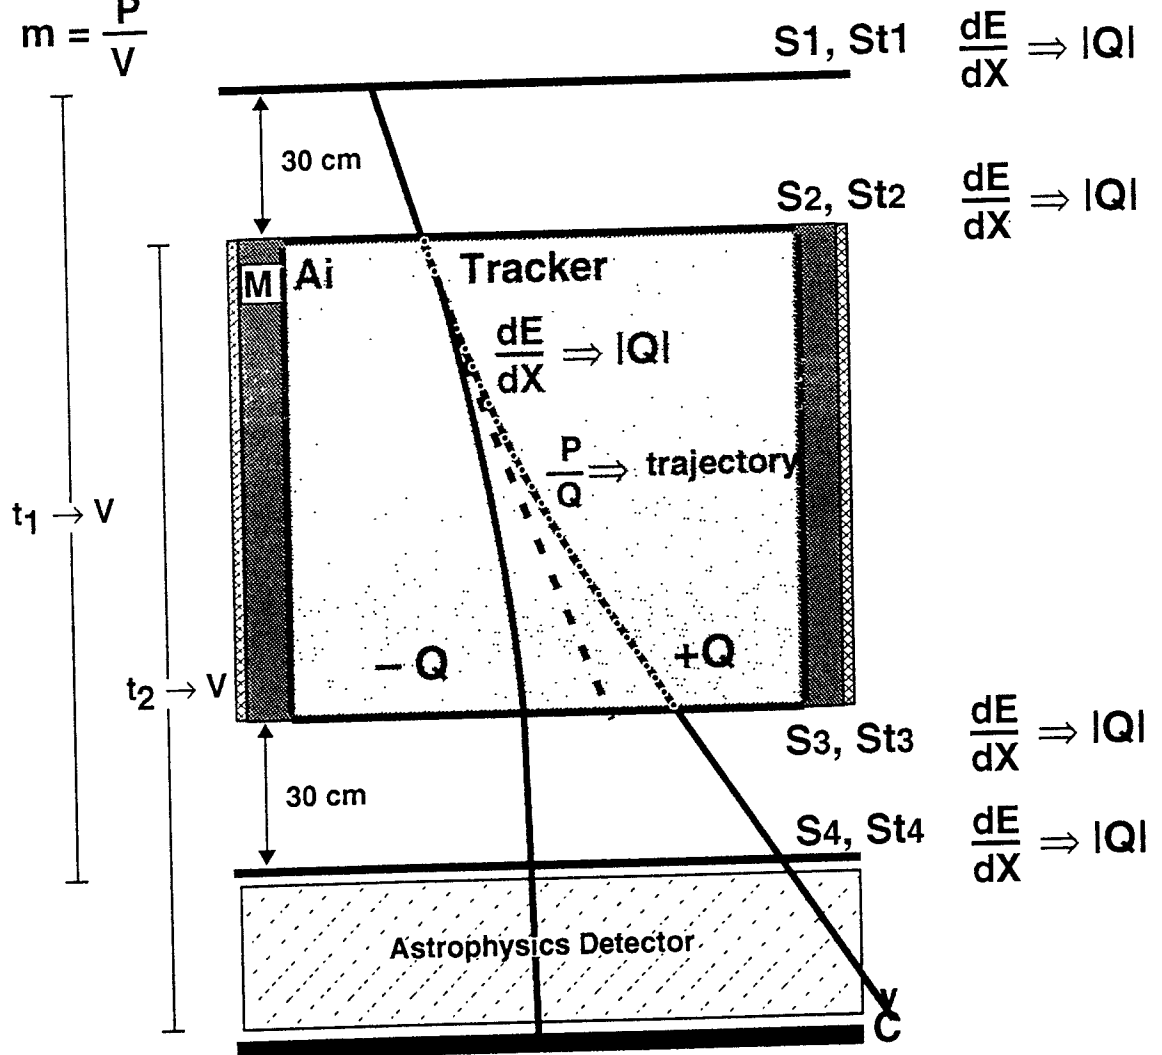 m = P/V
S1, St1 dE/dX ⇒ |Q|
30 cm
S2, St2 dE/dX ⇒ |Q|
M Ai Tracker
dE/dX ⇒ |Q|
P/Q ⇒ trajectory
t1 → V
– Q +Q
t2 → V
S3, St3 dE/dX ⇒ |Q|
30 cm
S4, St4 dE/dX ⇒ |Q|
Astrophysics Detector
V
C